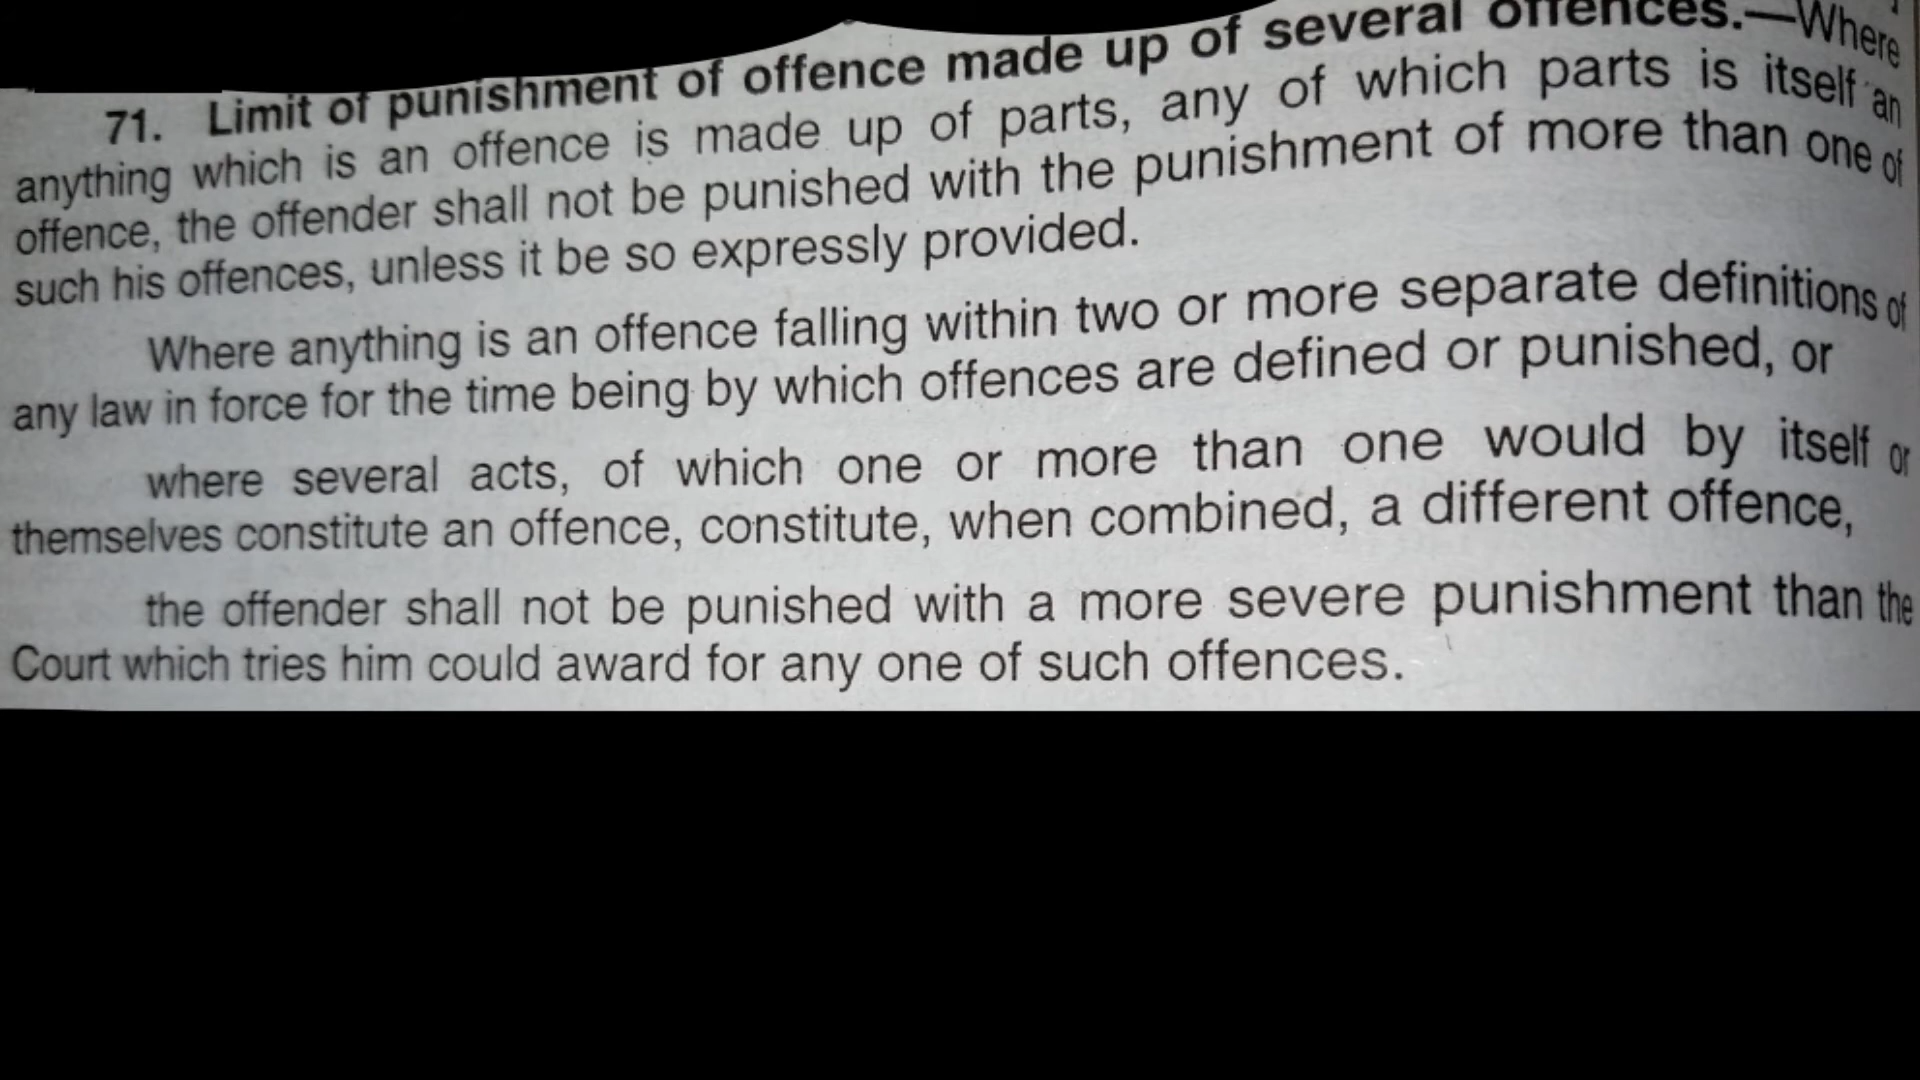 71. Limit of punishment of offence made up of several offences.—Where
anything which is an offence is made up of parts, any of which parts is itself an
offence, the offender shall not be punished with the punishment of more than one of
such his offences, unless it be so expressly provided.
Where anything is an offence falling within two or more separate definitions of
any law in force for the time being by which offences are defined or punished, or
where several acts, of which one or more than one would by itself or
themselves constitute an offence, constitute, when combined, a different offence,
the offender shall not be punished with a more severe punishment than the
Court which tries him could award for any one of such offences.